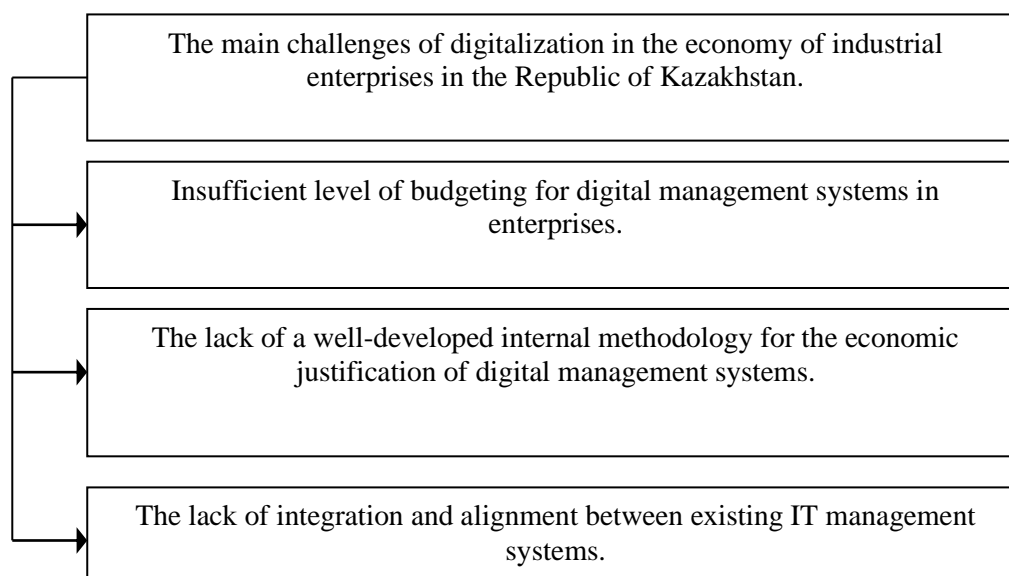 The main challenges of digitalization in the economy of industrial
enterprises in the Republic of Kazakhstan.
Insufficient level of budgeting for digital management systems in
enterprises.
The lack of a well-developed internal methodology for the economic
justification of digital management systems.
The lack of integration and alignment between existing IT management
systems.